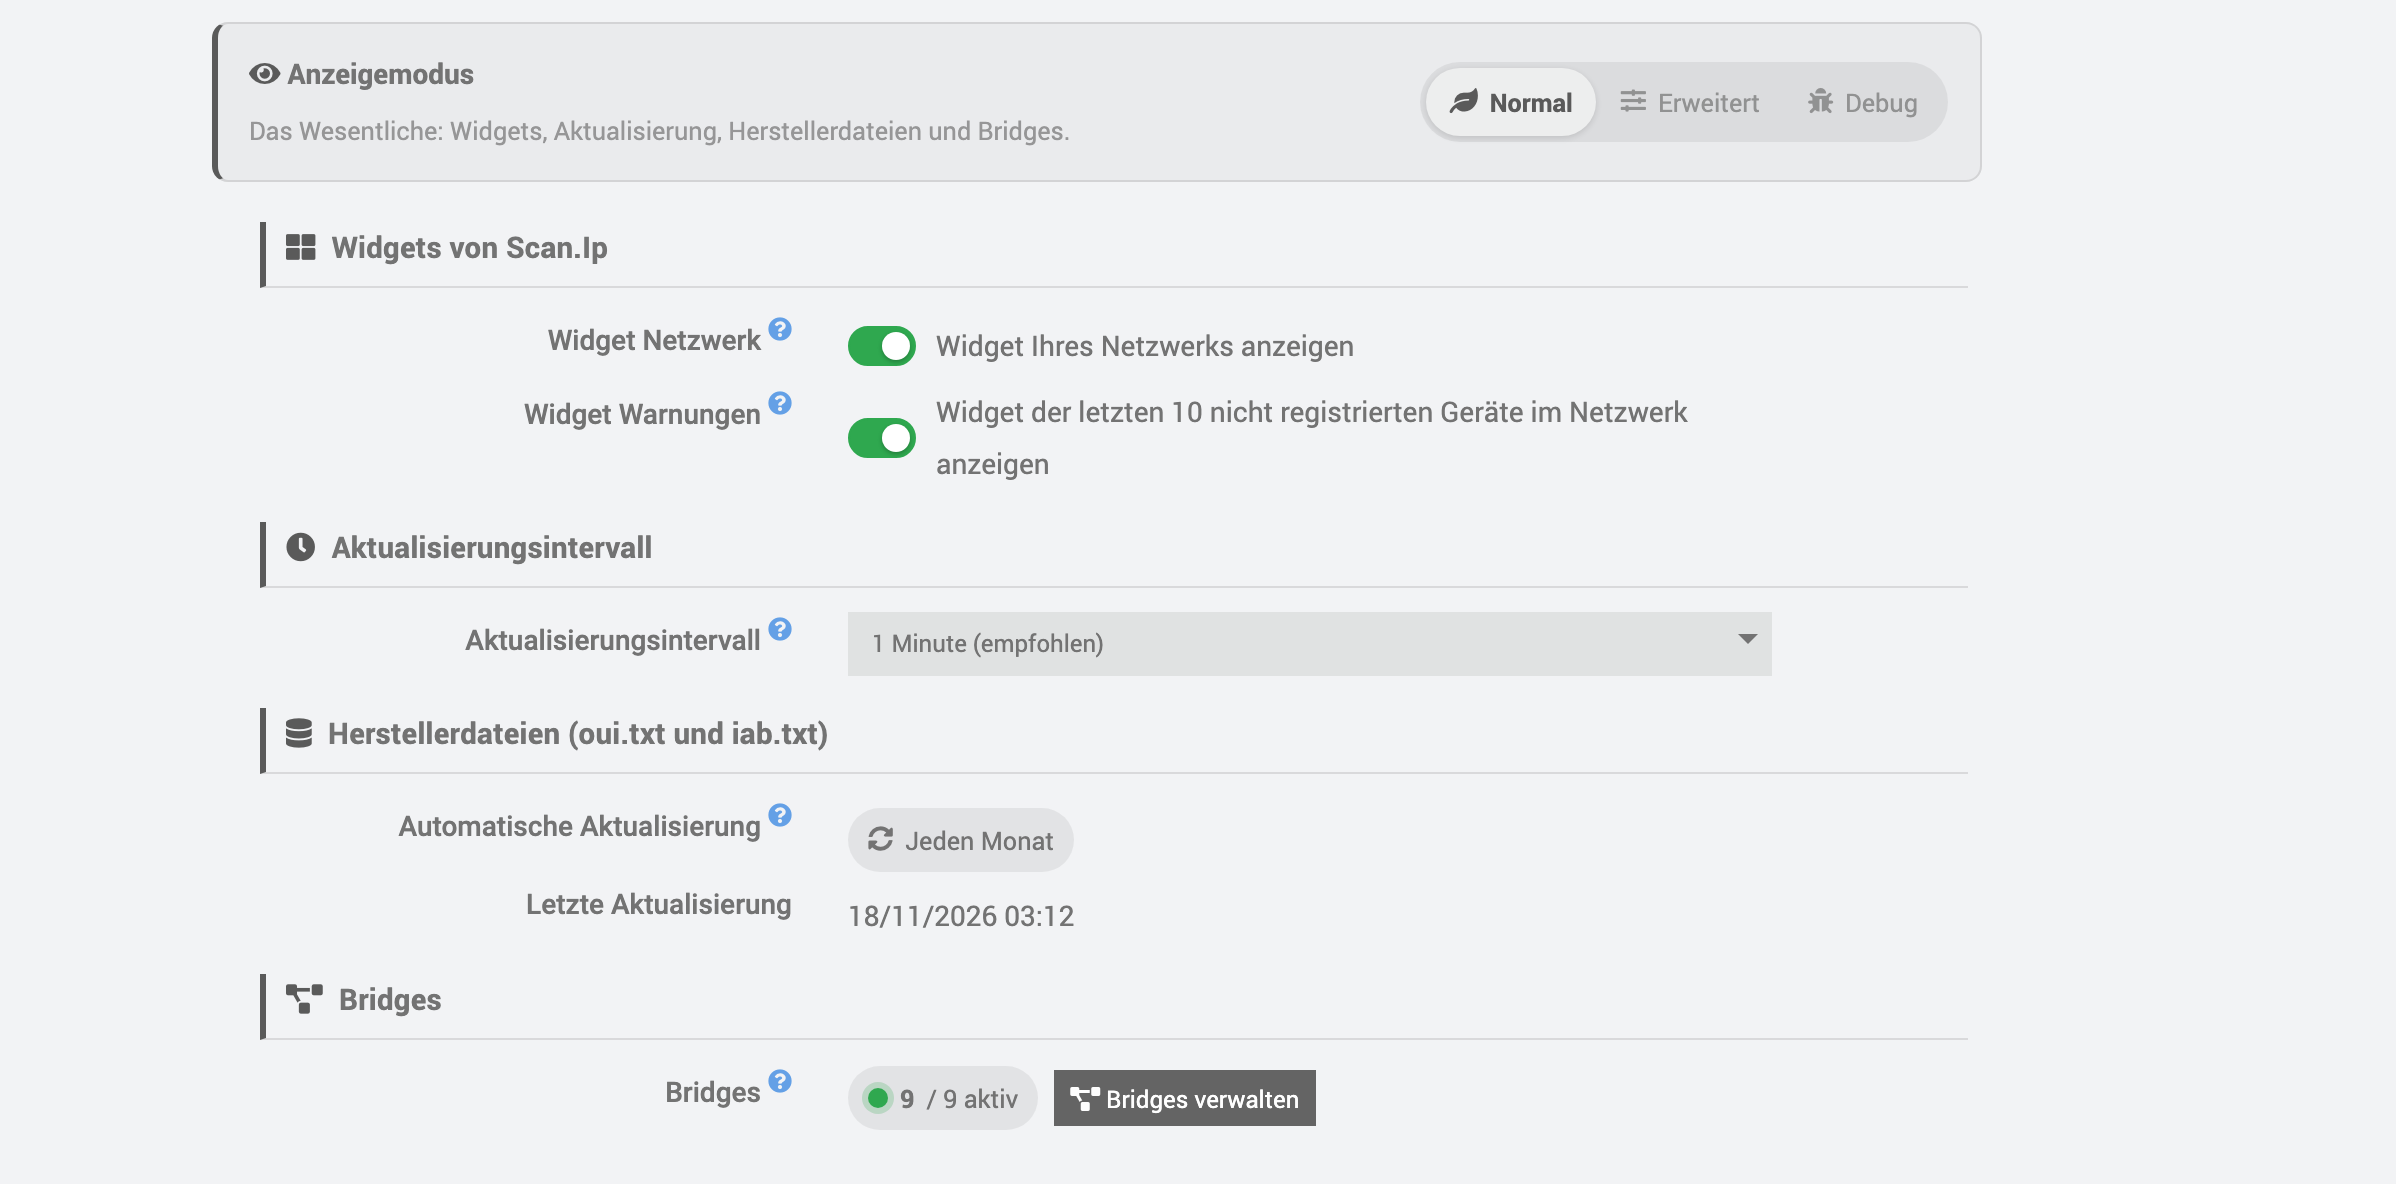 Anzeigemodus
Das Wesentliche: Widgets, Aktualisierung, Herstellerdateien und Bridges.
Normal
Erweitert
Debug
Widgets von Scan.Ip
Widget Netzwerk ?
Widget Ihres Netzwerks anzeigen
Widget Warnungen ?
Widget der letzten 10 nicht registrierten Geräte im Netzwerk
anzeigen
Aktualisierungsintervall
Aktualisierungsintervall ?
1 Minute (empfohlen)
Herstellerdateien (oui.txt und iab.txt)
Automatische Aktualisierung ?
Jeden Monat
Letzte Aktualisierung
18/11/2026 03:12
Bridges
Bridges ?
9 / 9 aktiv
Bridges verwalten